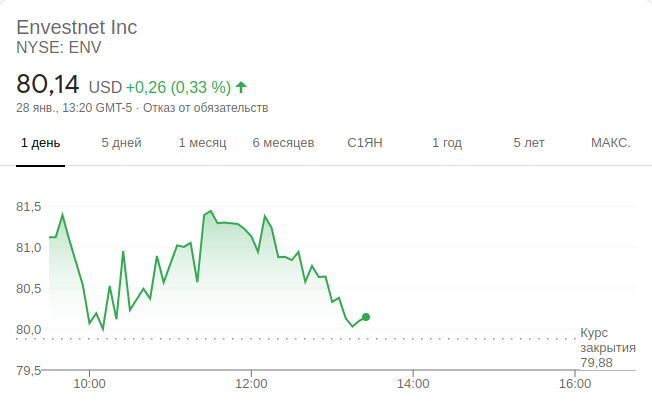 Envestnet Inc
NYSE: ENV
80,14 USD +0,26 (0,33 %)
28 янв., 13:20 GMT-5 · Отказ от обязательств
1 день 5 дней 1 месяц 6 месяцев С1ЯН 1 год 5 лет МАКС.
81,5
81,0
80,5
80,0
Курс
закрытия
79,88
79,5
10:00 12:00 14:00 16:00